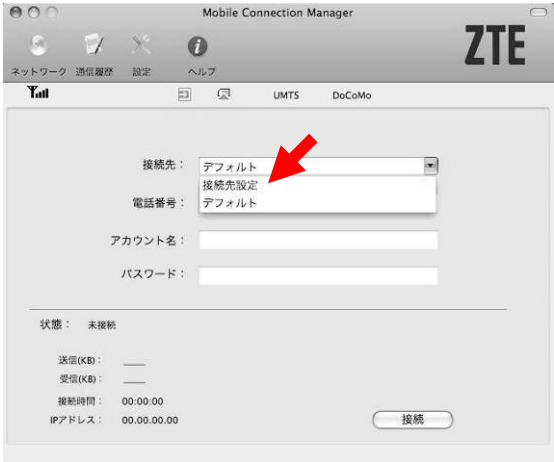 Mobile Connection Manager
ZTE
ネットワーク 通信履歴 設定 ヘルプ
UMTS DoCoMo
接続先： デフォルト
接続先設定
電話番号： デフォルト
アカウント名：
パスワード：
状態： 未接続
送信(KB)：
受信(KB)：
接続時間： 00:00:00
IPアドレス： 00.00.00.00
接続